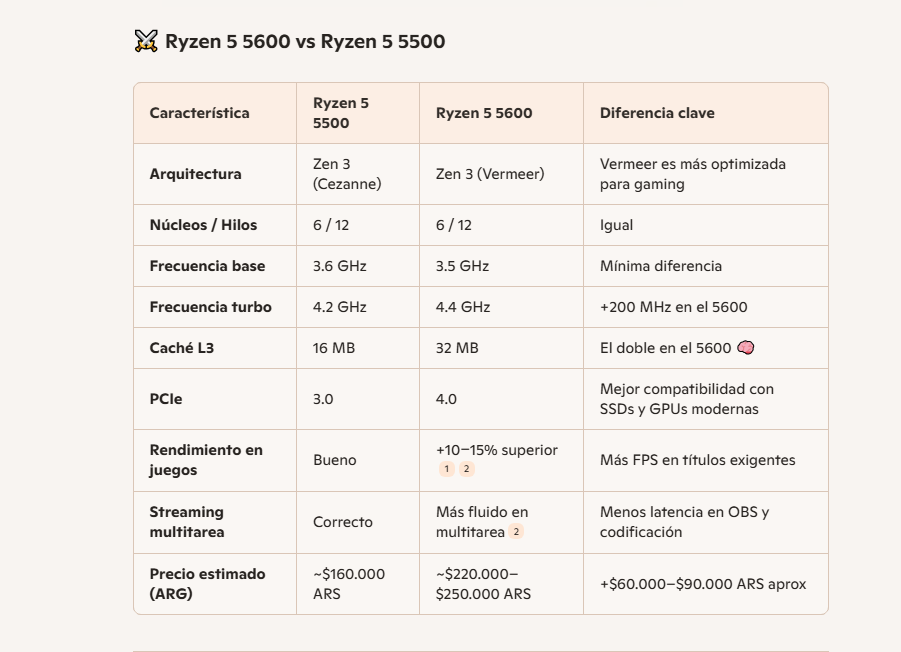 ⚔️ Ryzen 5 5600 vs Ryzen 5 5500
Característica
Ryzen 5
5500
Ryzen 5 5600
Diferencia clave
Arquitectura
Zen 3
(Cezanne)
Zen 3 (Vermeer)
Vermeer es más optimizada
para gaming
Núcleos / Hilos
6 / 12
6 / 12
Igual
Frecuencia base
3.6 GHz
3.5 GHz
Mínima diferencia
Frecuencia turbo
4.2 GHz
4.4 GHz
+200 MHz en el 5600
Caché L3
16 MB
32 MB
El doble en el 5600 🧠
PCIe
3.0
4.0
Mejor compatibilidad con
SSDs y GPUs modernas
Rendimiento en
juegos
Bueno
+10–15% superior
1 2
Más FPS en títulos exigentes
Streaming
multitarea
Correcto
Más fluido en
multitarea 2
Menos latencia en OBS y
codificación
Precio estimado
(ARG)
~$160.000
ARS
~$220.000–
$250.000 ARS
+$60.000–$90.000 ARS aprox